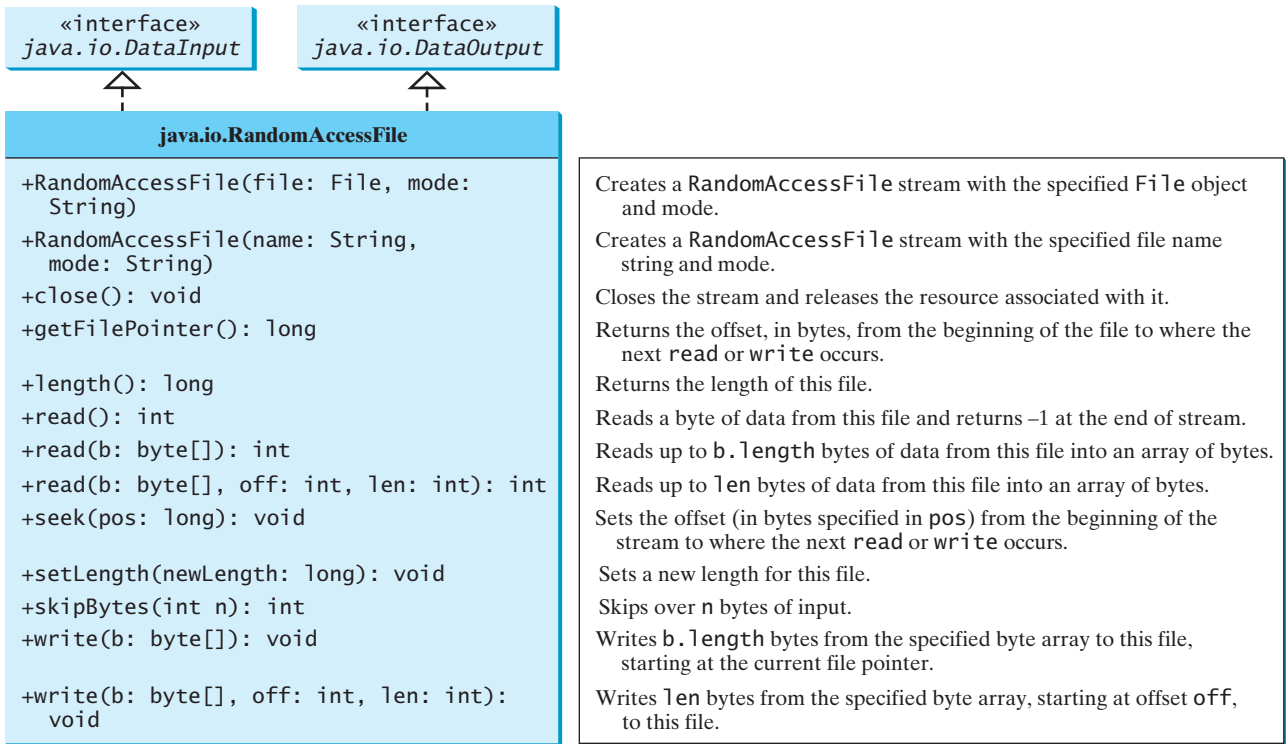 «interface»
java.io.DataInput
«interface»
java.io.DataOutput
java.io.RandomAccessFile
+RandomAccessFile(file: File, mode:
String)
Creates a RandomAccessFile stream with the specified File object
and mode.
+RandomAccessFile(name: String,
mode: String)
Creates a RandomAccessFile stream with the specified file name
string and mode.
+close(): void
Closes the stream and releases the resource associated with it.
+getFilePointer(): long
Returns the offset, in bytes, from the beginning of the file to where the
next read or write occurs.
+length(): long
Returns the length of this file.
+read(): int
Reads a byte of data from this file and returns –1 at the end of stream.
+read(b: byte[]): int
Reads up to b.length bytes of data from this file into an array of bytes.
+read(b: byte[], off: int, len: int): int
Reads up to len bytes of data from this file into an array of bytes.
+seek(pos: long): void
Sets the offset (in bytes specified in pos) from the beginning of the
stream to where the next read or write occurs.
+setLength(newLength: long): void
Sets a new length for this file.
+skipBytes(int n): int
Skips over n bytes of input.
+write(b: byte[]): void
Writes b.length bytes from the specified byte array to this file,
starting at the current file pointer.
+write(b: byte[], off: int, len: int):
void
Writes len bytes from the specified byte array, starting at offset off,
to this file.